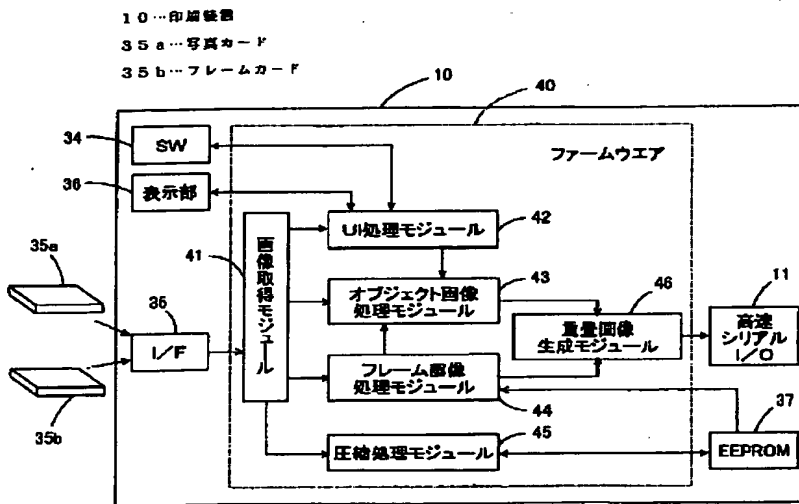 10…印刷装置
35a…写真カード
35b…フレームカード
10
40
34
SW
ファームウエア
36
表示部
UI処理モジュール
42
35a
41
画像取得モジュール
オブジェクト画像
処理モジュール
43
46
11
35
I/F
重畳画像
生成モジュール
高速
シリアル
I/O
フレーム画像
処理モジュール
44
35b
37
圧縮処理モジュール
45
EEPROM